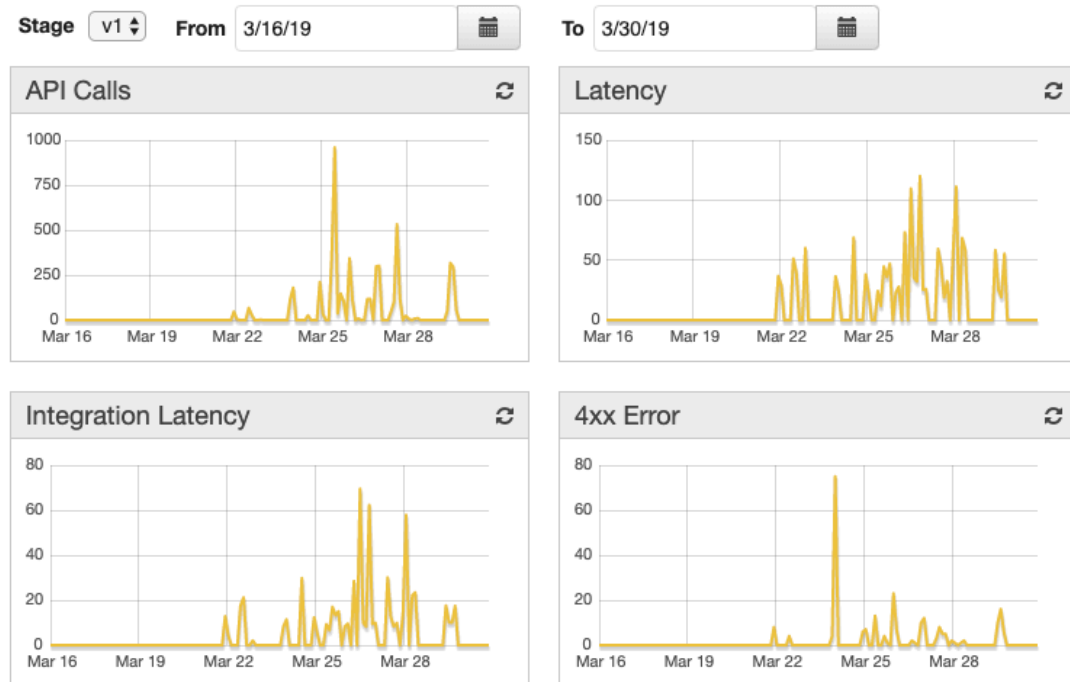 Stage v1 From 3/16/19 To 3/30/19
API Calls
1000
750
500
250
0
Mar 16 Mar 19 Mar 22 Mar 25 Mar 28
Latency
150
100
50
0
Mar 16 Mar 19 Mar 22 Mar 25 Mar 28
Integration Latency
80
60
40
20
0
Mar 16 Mar 19 Mar 22 Mar 25 Mar 28
4xx Error
80
60
40
20
0
Mar 16 Mar 19 Mar 22 Mar 25 Mar 28